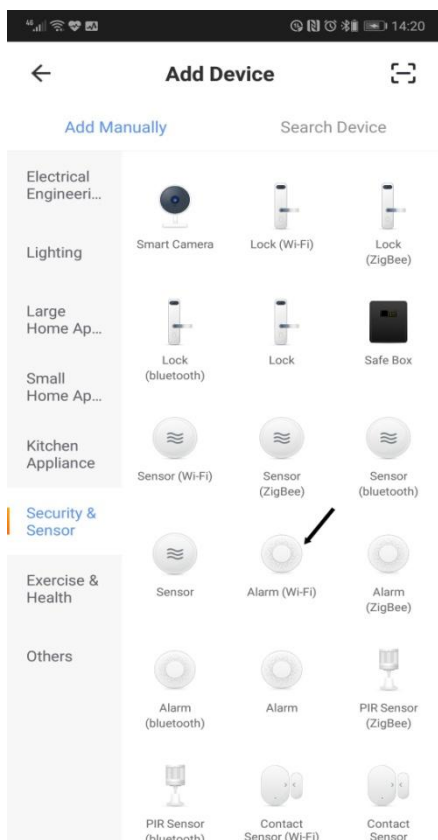 14:20
Add Device
Add Manually
Search Device
Electrical
Engineeri...
Lighting
Large
Home Ap...
Small
Home Ap...
Kitchen
Appliance
Security &
Sensor
Exercise &
Health
Others
Smart Camera
Lock (Wi-Fi)
Lock
(ZigBee)
Lock
(bluetooth)
Lock
Safe Box
Sensor (Wi-Fi)
Sensor
(ZigBee)
Sensor
(bluetooth)
Sensor
Alarm (Wi-Fi)
Alarm
(ZigBee)
Alarm
(bluetooth)
Alarm
PIR Sensor
(ZigBee)
PIR Sensor
(bluetooth)
Contact
Sensor (Wi-Fi)
Contact
Sensor